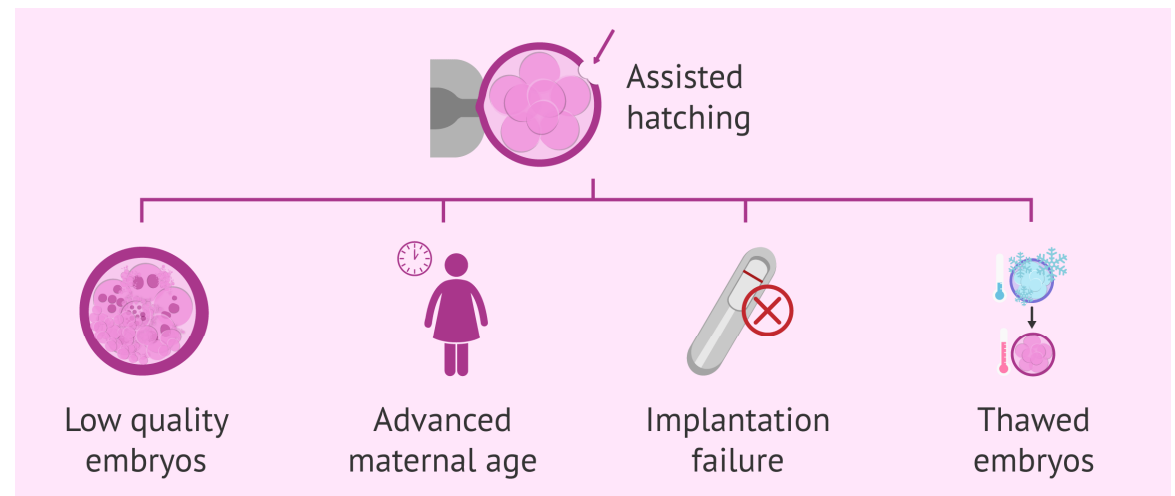 Assisted
hatching
Low quality
embryos
Advanced
maternal age
Implantation
failure
Thawed
embryos